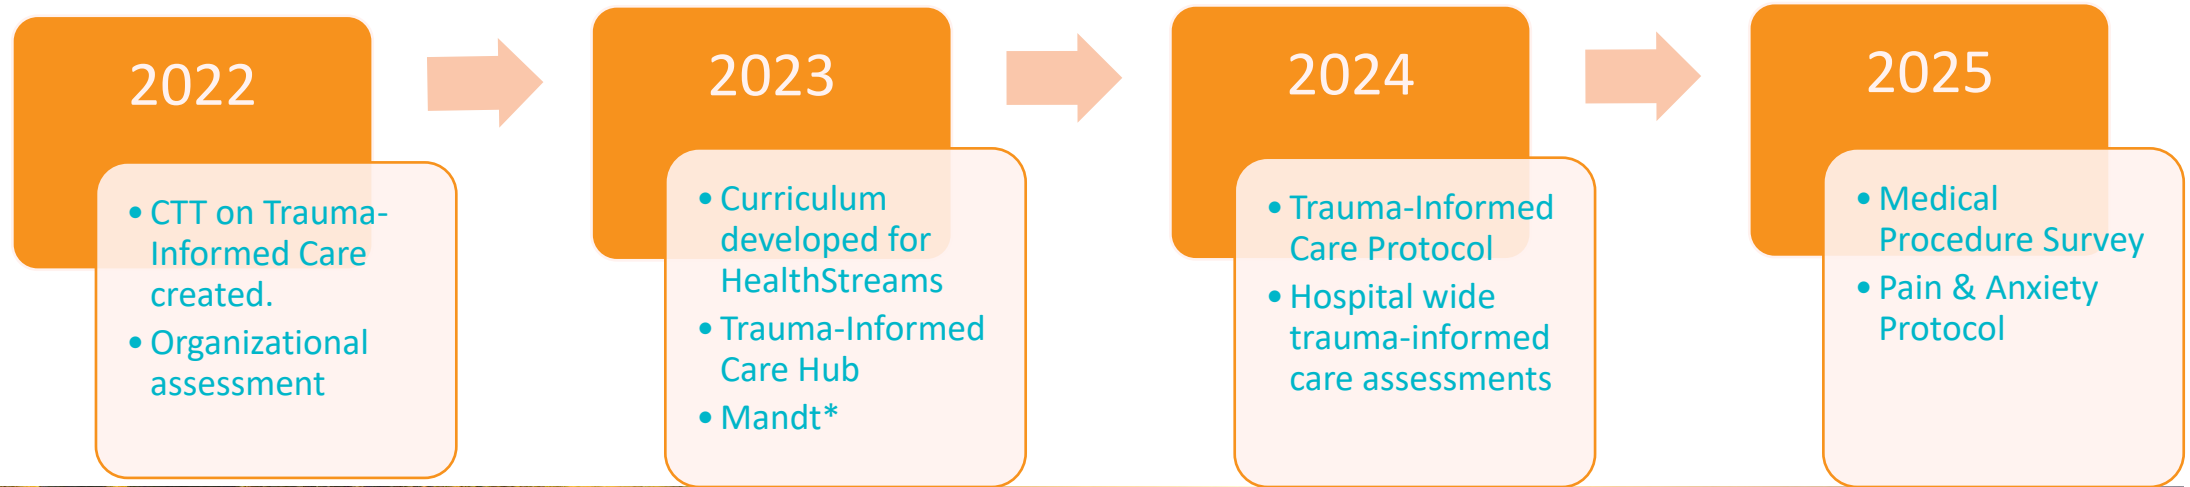 2022
• CTT on Trauma-
Informed Care
created.
• Organizational
assessment
2023
• Curriculum
developed for
HealthStreams
• Trauma-Informed
Care Hub
• Mandt*
2024
• Trauma-Informed
Care Protocol
• Hospital wide
trauma-informed
care assessments
2025
• Medical
Procedure Survey
• Pain & Anxiety
Protocol